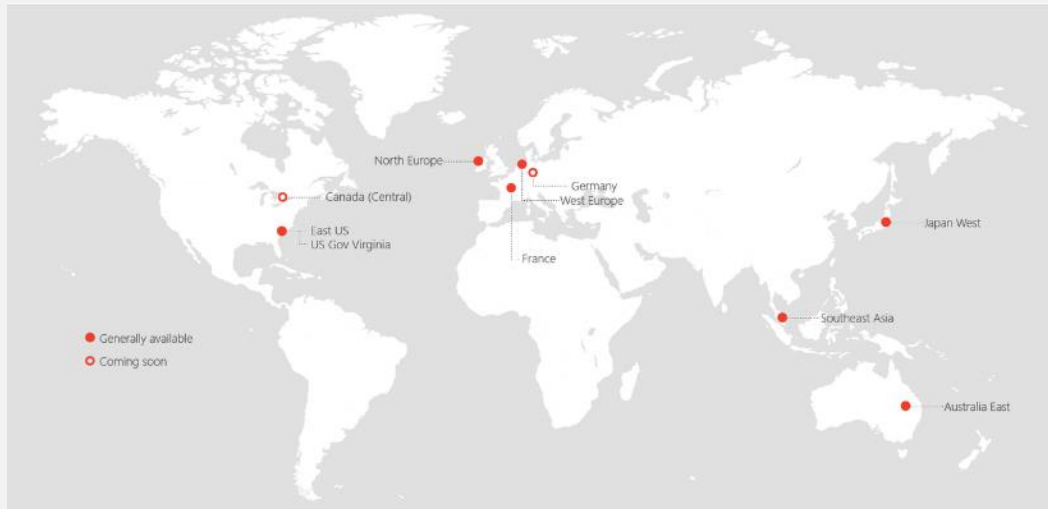 North Europe
Germany
West Europe
Canada (Central)
Japan West
East US
US Gov Virginia
France
Southeast Asia
Generally available
Coming soon
Australia East